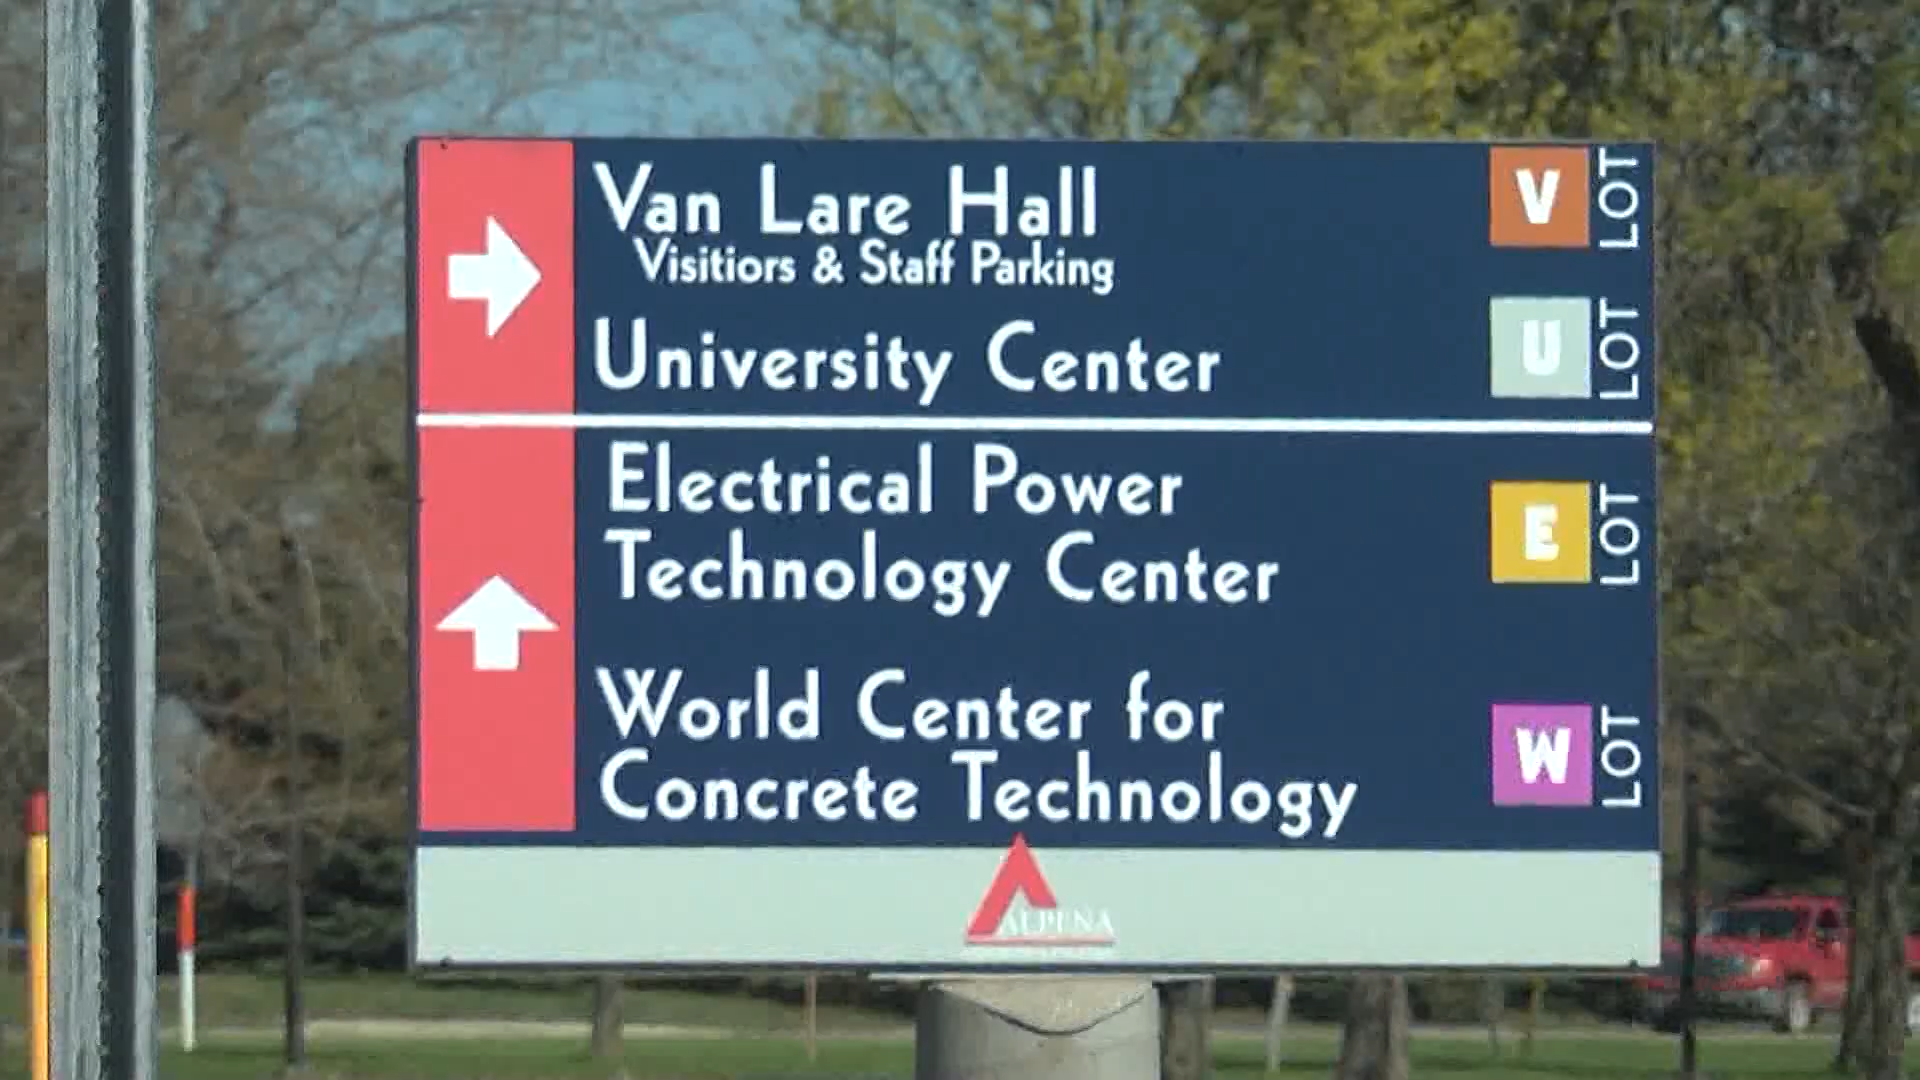 Van Lare Hall
Visitiors & Staff Parking
V LOT
University Center
U LOT
Electrical Power
Technology Center
E LOT
World Center for
Concrete Technology
W LOT
ALPENA